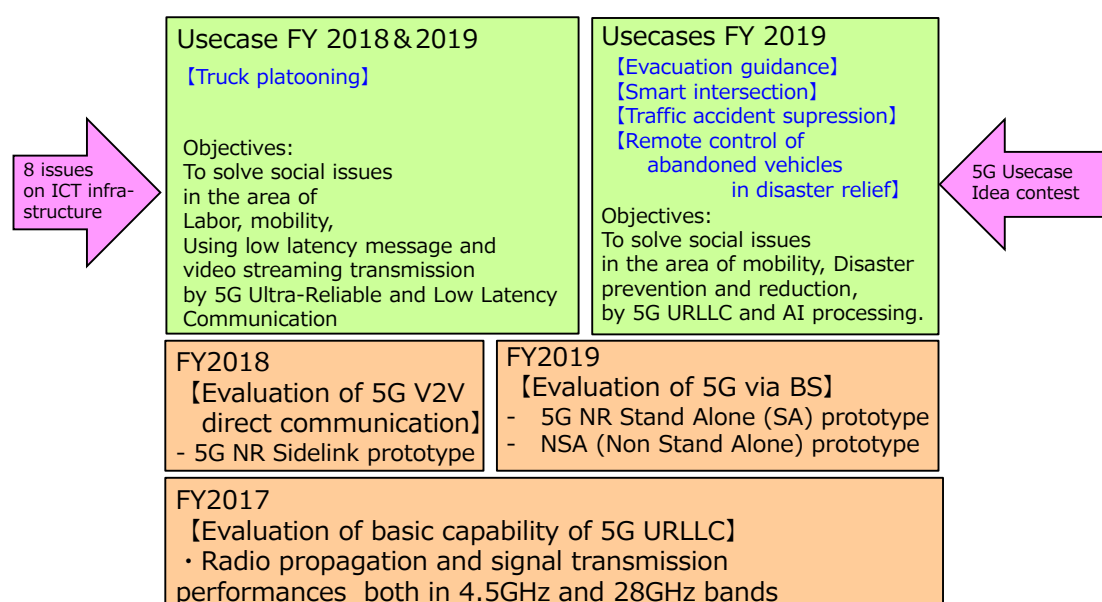 8 issues
on ICT infra-
structure
Usecase FY 2018&2019
【Truck platooning】
Objectives:
To solve social issues
in the area of
Labor, mobility,
Using low latency message and
video streaming transmission
by 5G Ultra-Reliable and Low Latency
Communication
Usecases FY 2019
【Evacuation guidance】
【Smart intersection】
【Traffic accident supression】
【Remote control of
abandoned vehicles
in disaster relief】
Objectives:
To solve social issues
in the area of mobility, Disaster
prevention and reduction,
by 5G URLLC and AI processing.
5G Usecase
Idea contest
FY2018
【Evaluation of 5G V2V
direct communication】
- 5G NR Sidelink prototype
FY2019
【Evaluation of 5G via BS】
- 5G NR Stand Alone (SA) prototype
- NSA (Non Stand Alone) prototype
FY2017
【Evaluation of basic capability of 5G URLLC】
・Radio propagation and signal transmission
performances both in 4.5GHz and 28GHz bands